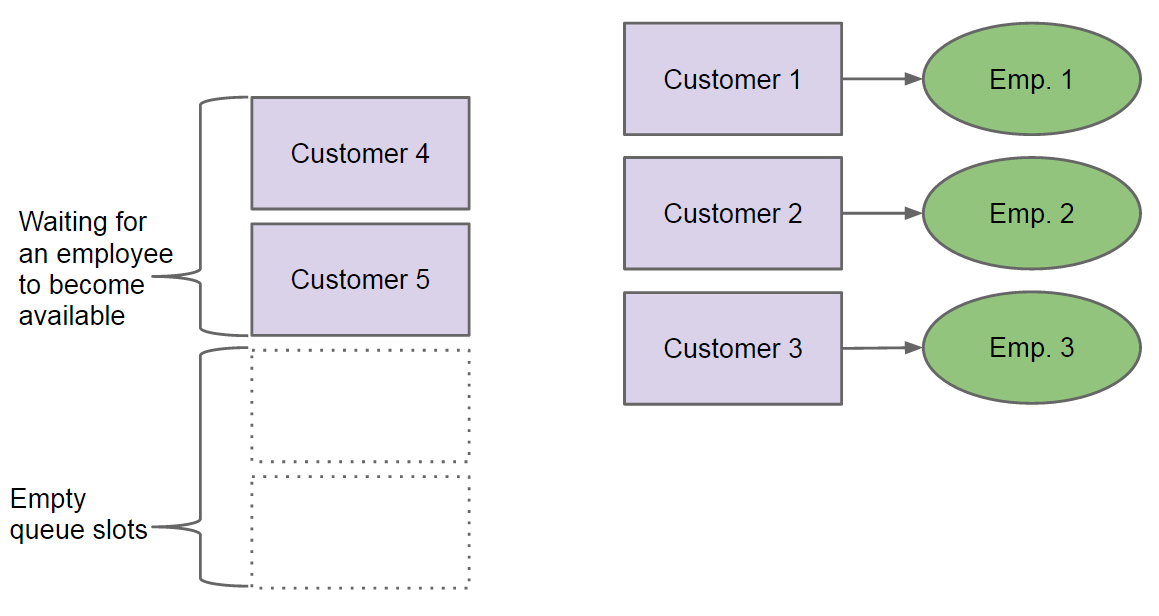 Waiting for
an employee
to become
available
Customer 4
Customer 5
Empty
queue slots
Customer 1
Emp. 1
Customer 2
Emp. 2
Customer 3
Emp. 3